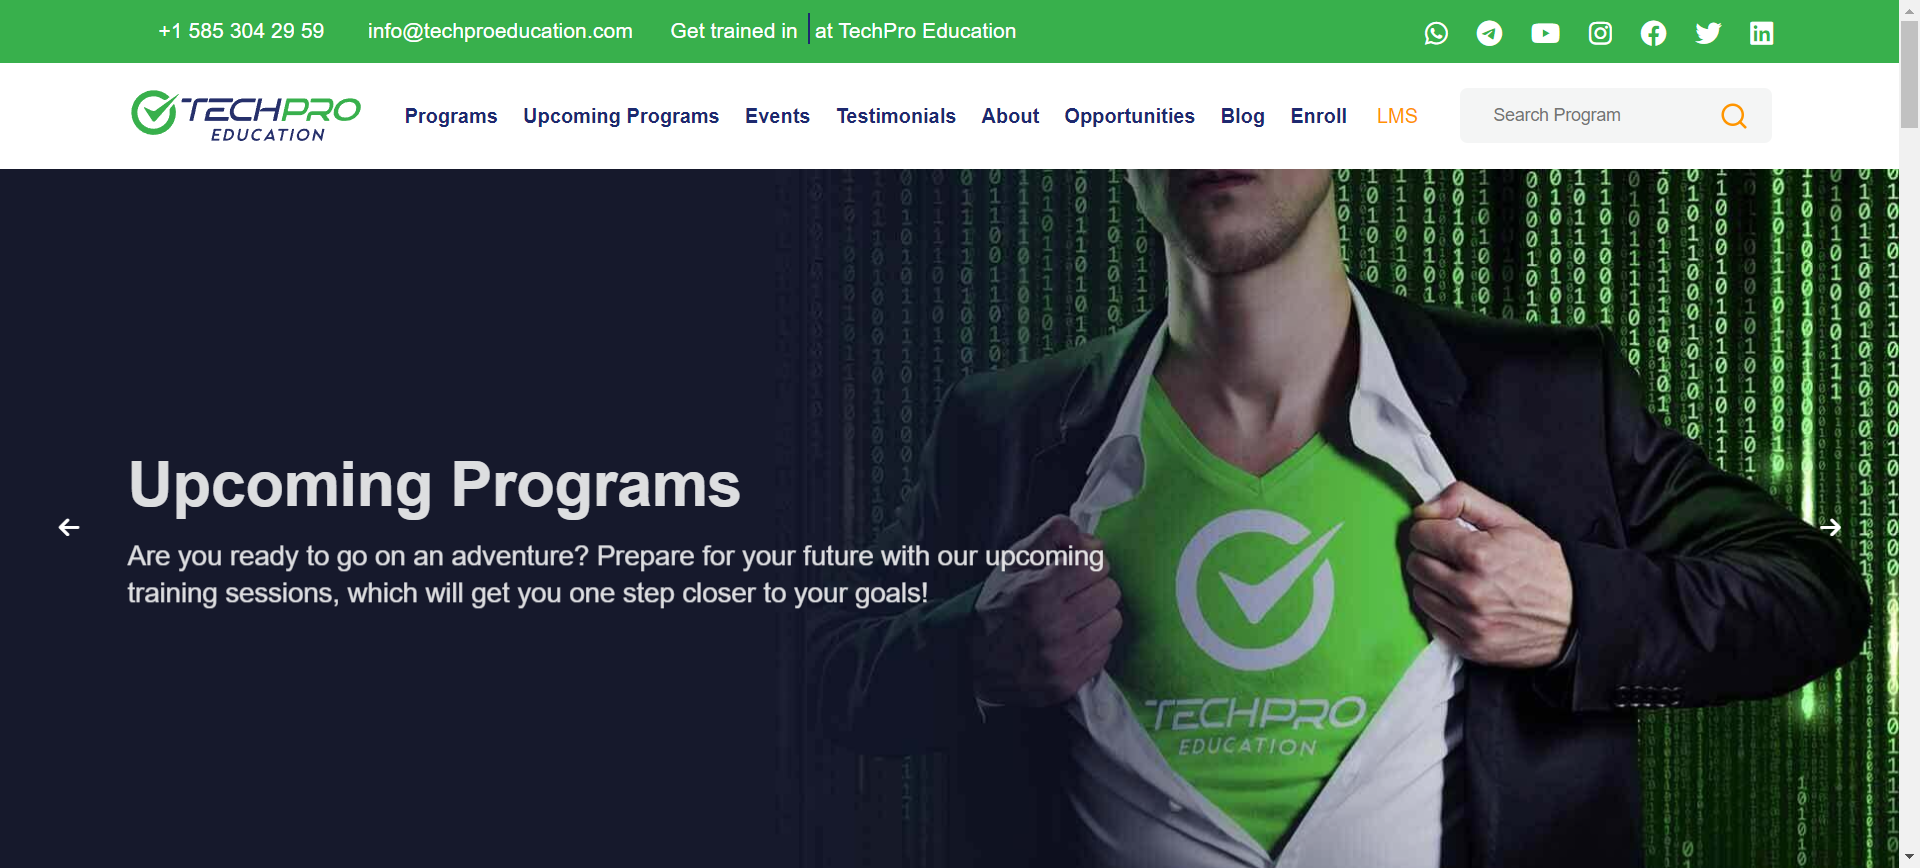 +1 585 304 29 59 info@techproeducation.com Get trained in at TechPro Education
TECHPRO
EDUCATION
Programs Upcoming Programs Events Testimonials About Opportunities Blog Enroll LMS Search Program
Upcoming Programs
Are you ready to go on an adventure? Prepare for your future with our upcoming
training sessions, which will get you one step closer to your goals!
TECHPRO
EDUCATION